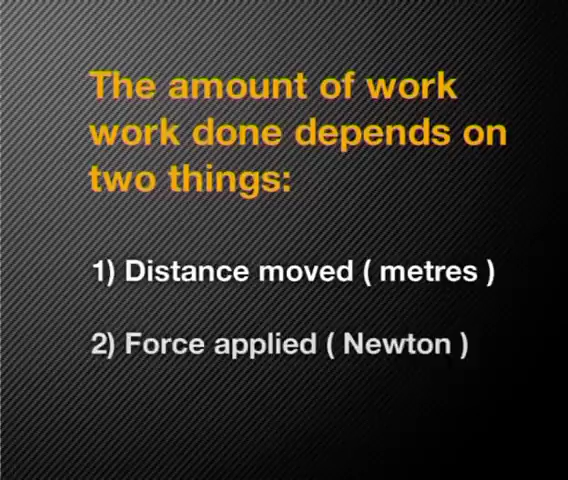 The amount of work
work done depends on
two things:
1) Distance moved ( metres )
2) Force applied ( Newton )